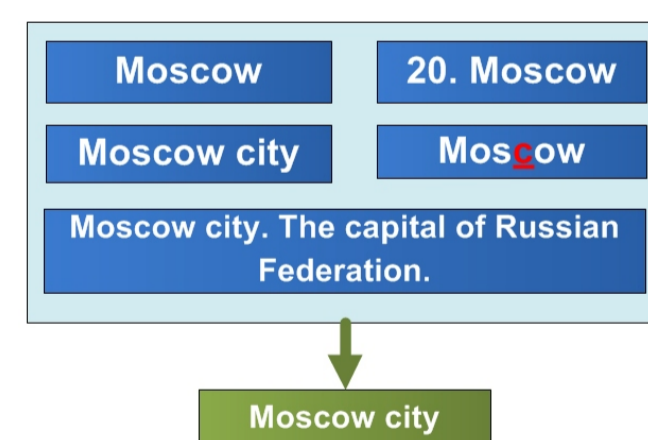 Moscow
20. Moscow
Moscow city
Moscow
Moscow city. The capital of Russian
Federation.
Moscow city